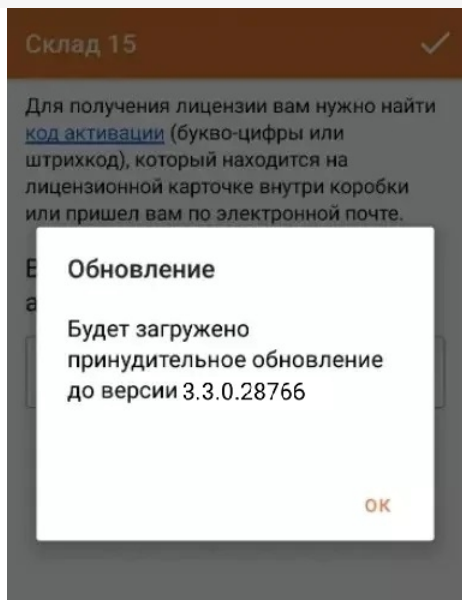 Склад 15
Для получения лицензии вам нужно найти
код активации (букво-цифры или
штрихкод), который находится на
лицензионной карточке внутри коробки
или пришел вам по электронной почте.
Обновление
Будет загружено
принудительное обновление
до версии 3.3.0.28766
ОК